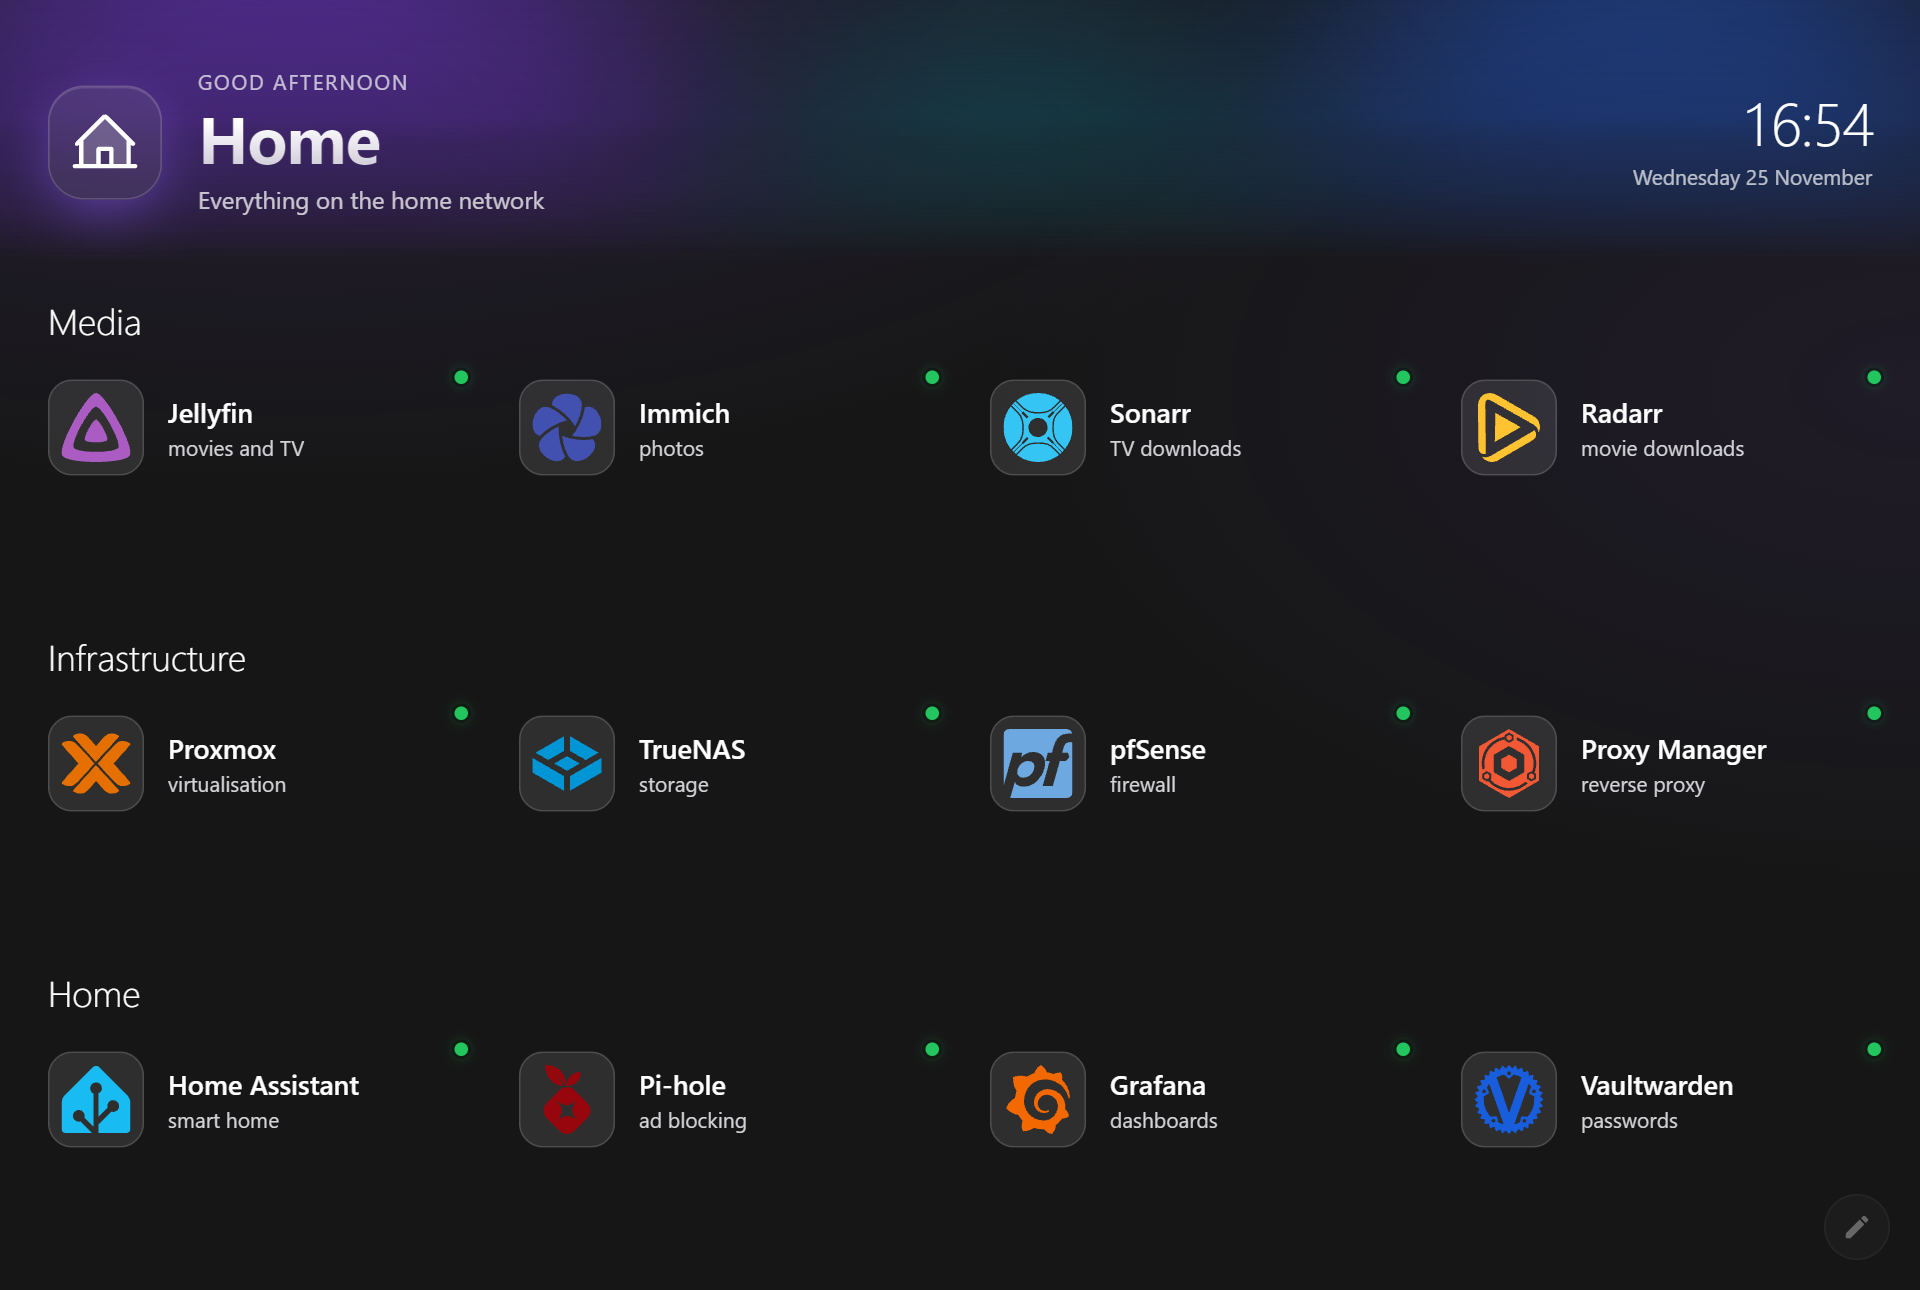 GOOD AFTERNOON
Home
Everything on the home network
16:54
Wednesday 25 November
Media
Jellyfin
movies and TV
Immich
photos
Sonarr
TV downloads
Radarr
movie downloads
Infrastructure
Proxmox
virtualisation
TrueNAS
storage
pf
pfSense
firewall
Proxy Manager
reverse proxy
Home
Home Assistant
smart home
Pi-hole
ad blocking
Grafana
dashboards
V
Vaultwarden
passwords